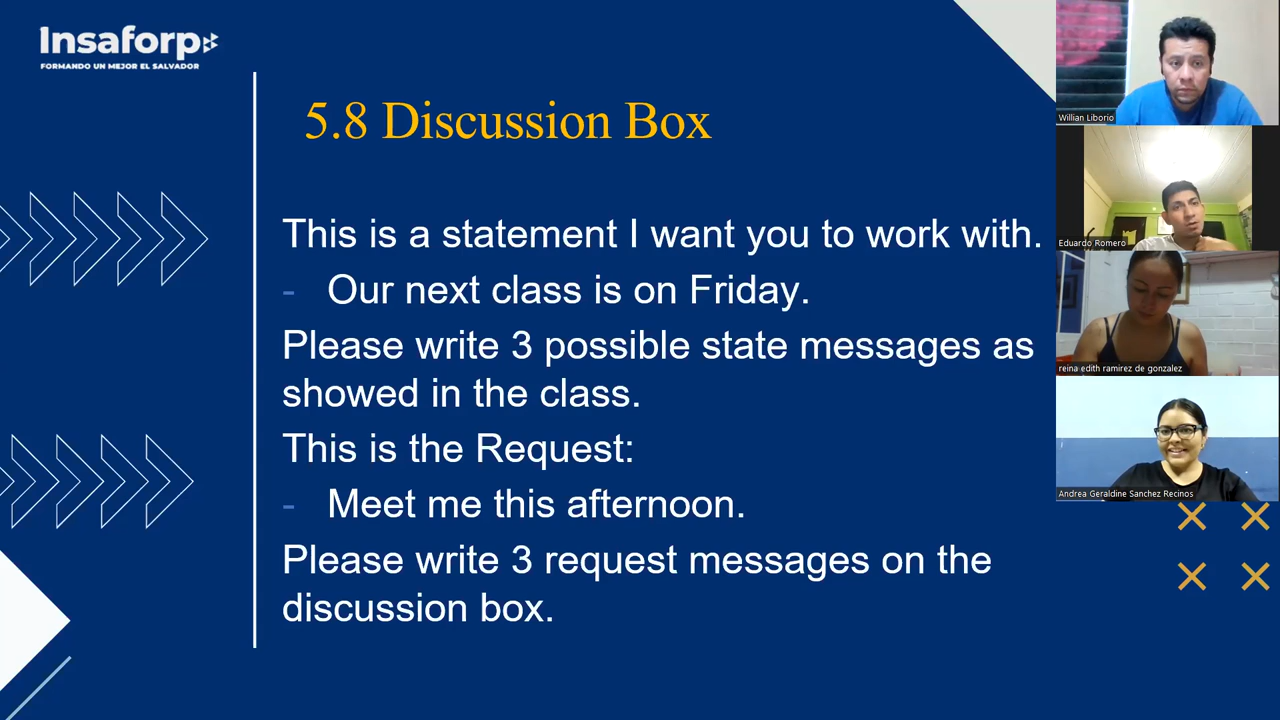 Insaforp
FORMANDO UN MEJOR EL SALVADOR
5.8 Discussion Box
This is a statement I want you to work with.
- Our next class is on Friday.
Please write 3 possible state messages as
showed in the class.
This is the Request:
- Meet me this afternoon.
Please write 3 request messages on the
discussion box.
Willian Liborio
Eduardo Romero
reina edith ramirez de gonzalez
Andrea Geraldine Sanchez Recinos